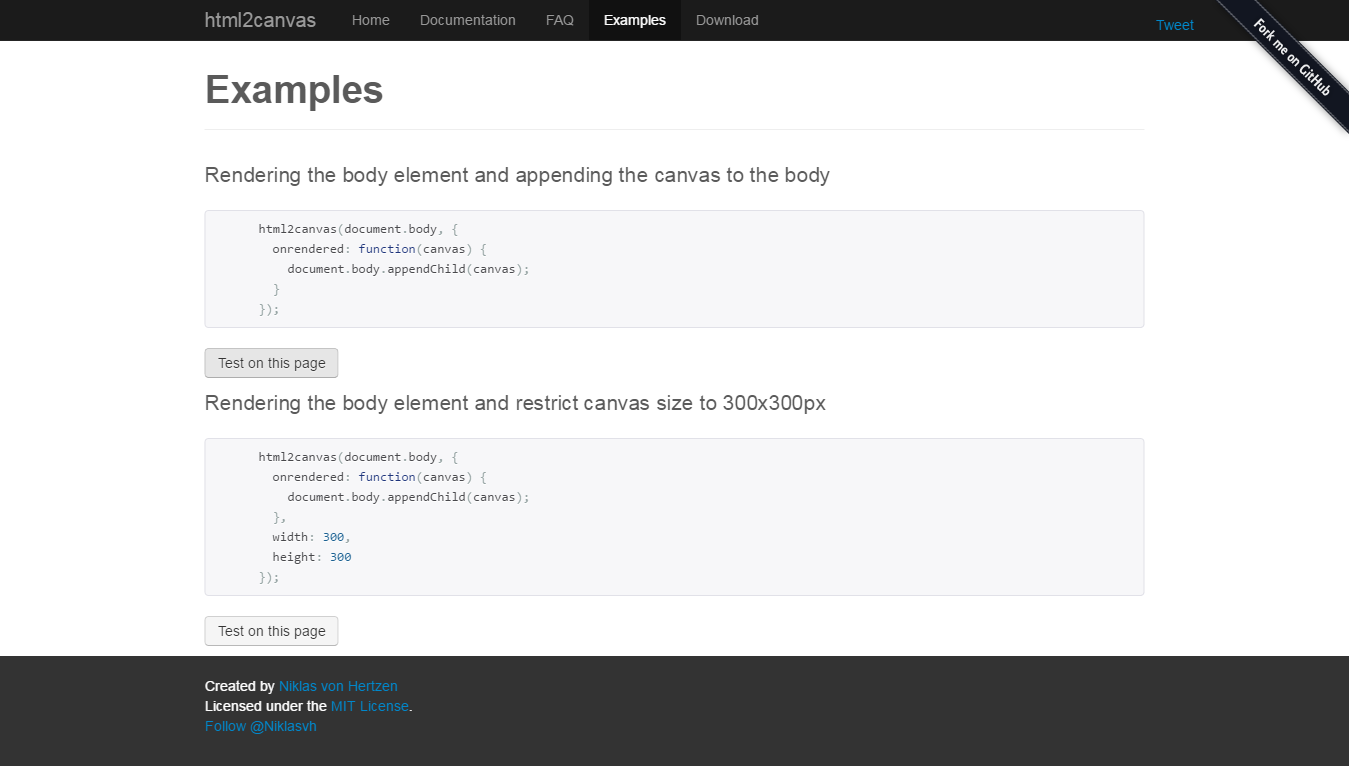 html2canvas Home Documentation FAQ Examples Download Tweet
Fork me on GitHub
Examples
Rendering the body element and appending the canvas to the body
html2canvas(document.body, {
onrendered: function(canvas) {
document.body.appendChild(canvas);
}
});
Test on this page
Rendering the body element and restrict canvas size to 300x300px
html2canvas(document.body, {
onrendered: function(canvas) {
document.body.appendChild(canvas);
},
width: 300,
height: 300
});
Test on this page
Created by Niklas von Hertzen
Licensed under the MIT License.
Follow @Niklasvh